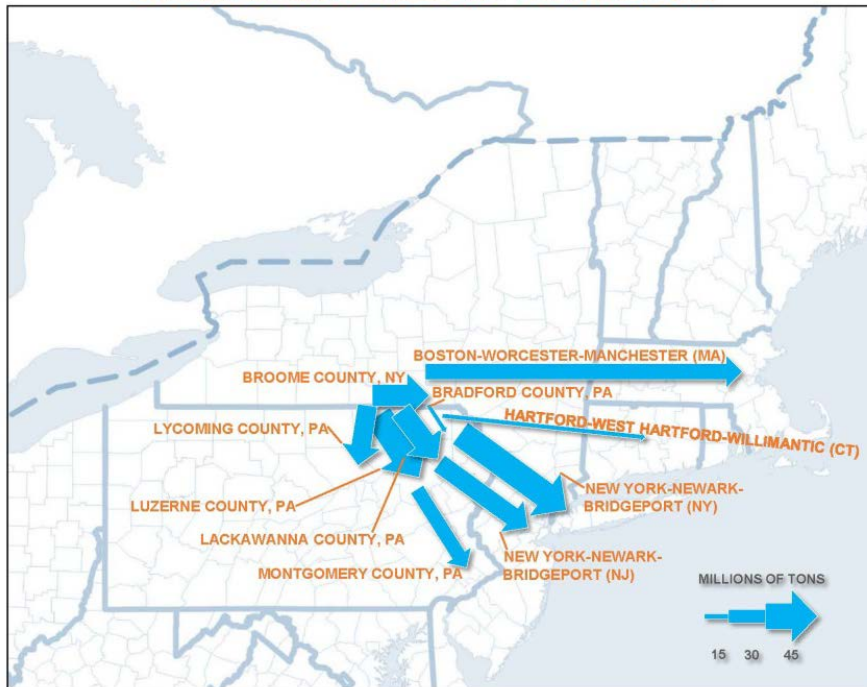 BOSTON-WORCESTER-MANCHESTER (MA)
BROOME COUNTY, NY
BRADFORD COUNTY, PA
LYCOMING COUNTY, PA
HARTFORD-WEST HARTFORD-WILLIMANTIC (CT)
LUZERNE COUNTY, PA
NEW YORK-NEWARK-
BRIDGEPORT (NY)
LACKAWANNA COUNTY, PA
NEW YORK-NEWARK-
BRIDGEPORT (NJ)
MONTGOMERY COUNTY, PA
MILLIONS OF TONS
15 30 45